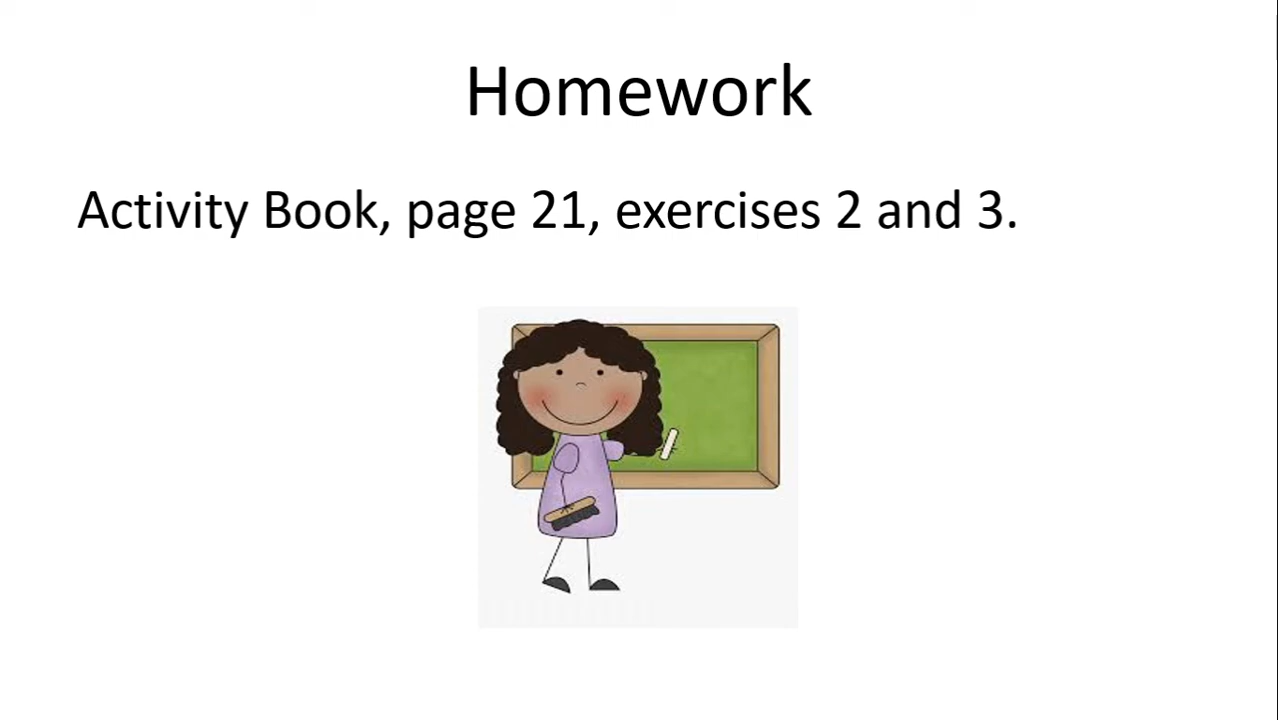 Homework
Activity Book, page 21, exercises 2 and 3.